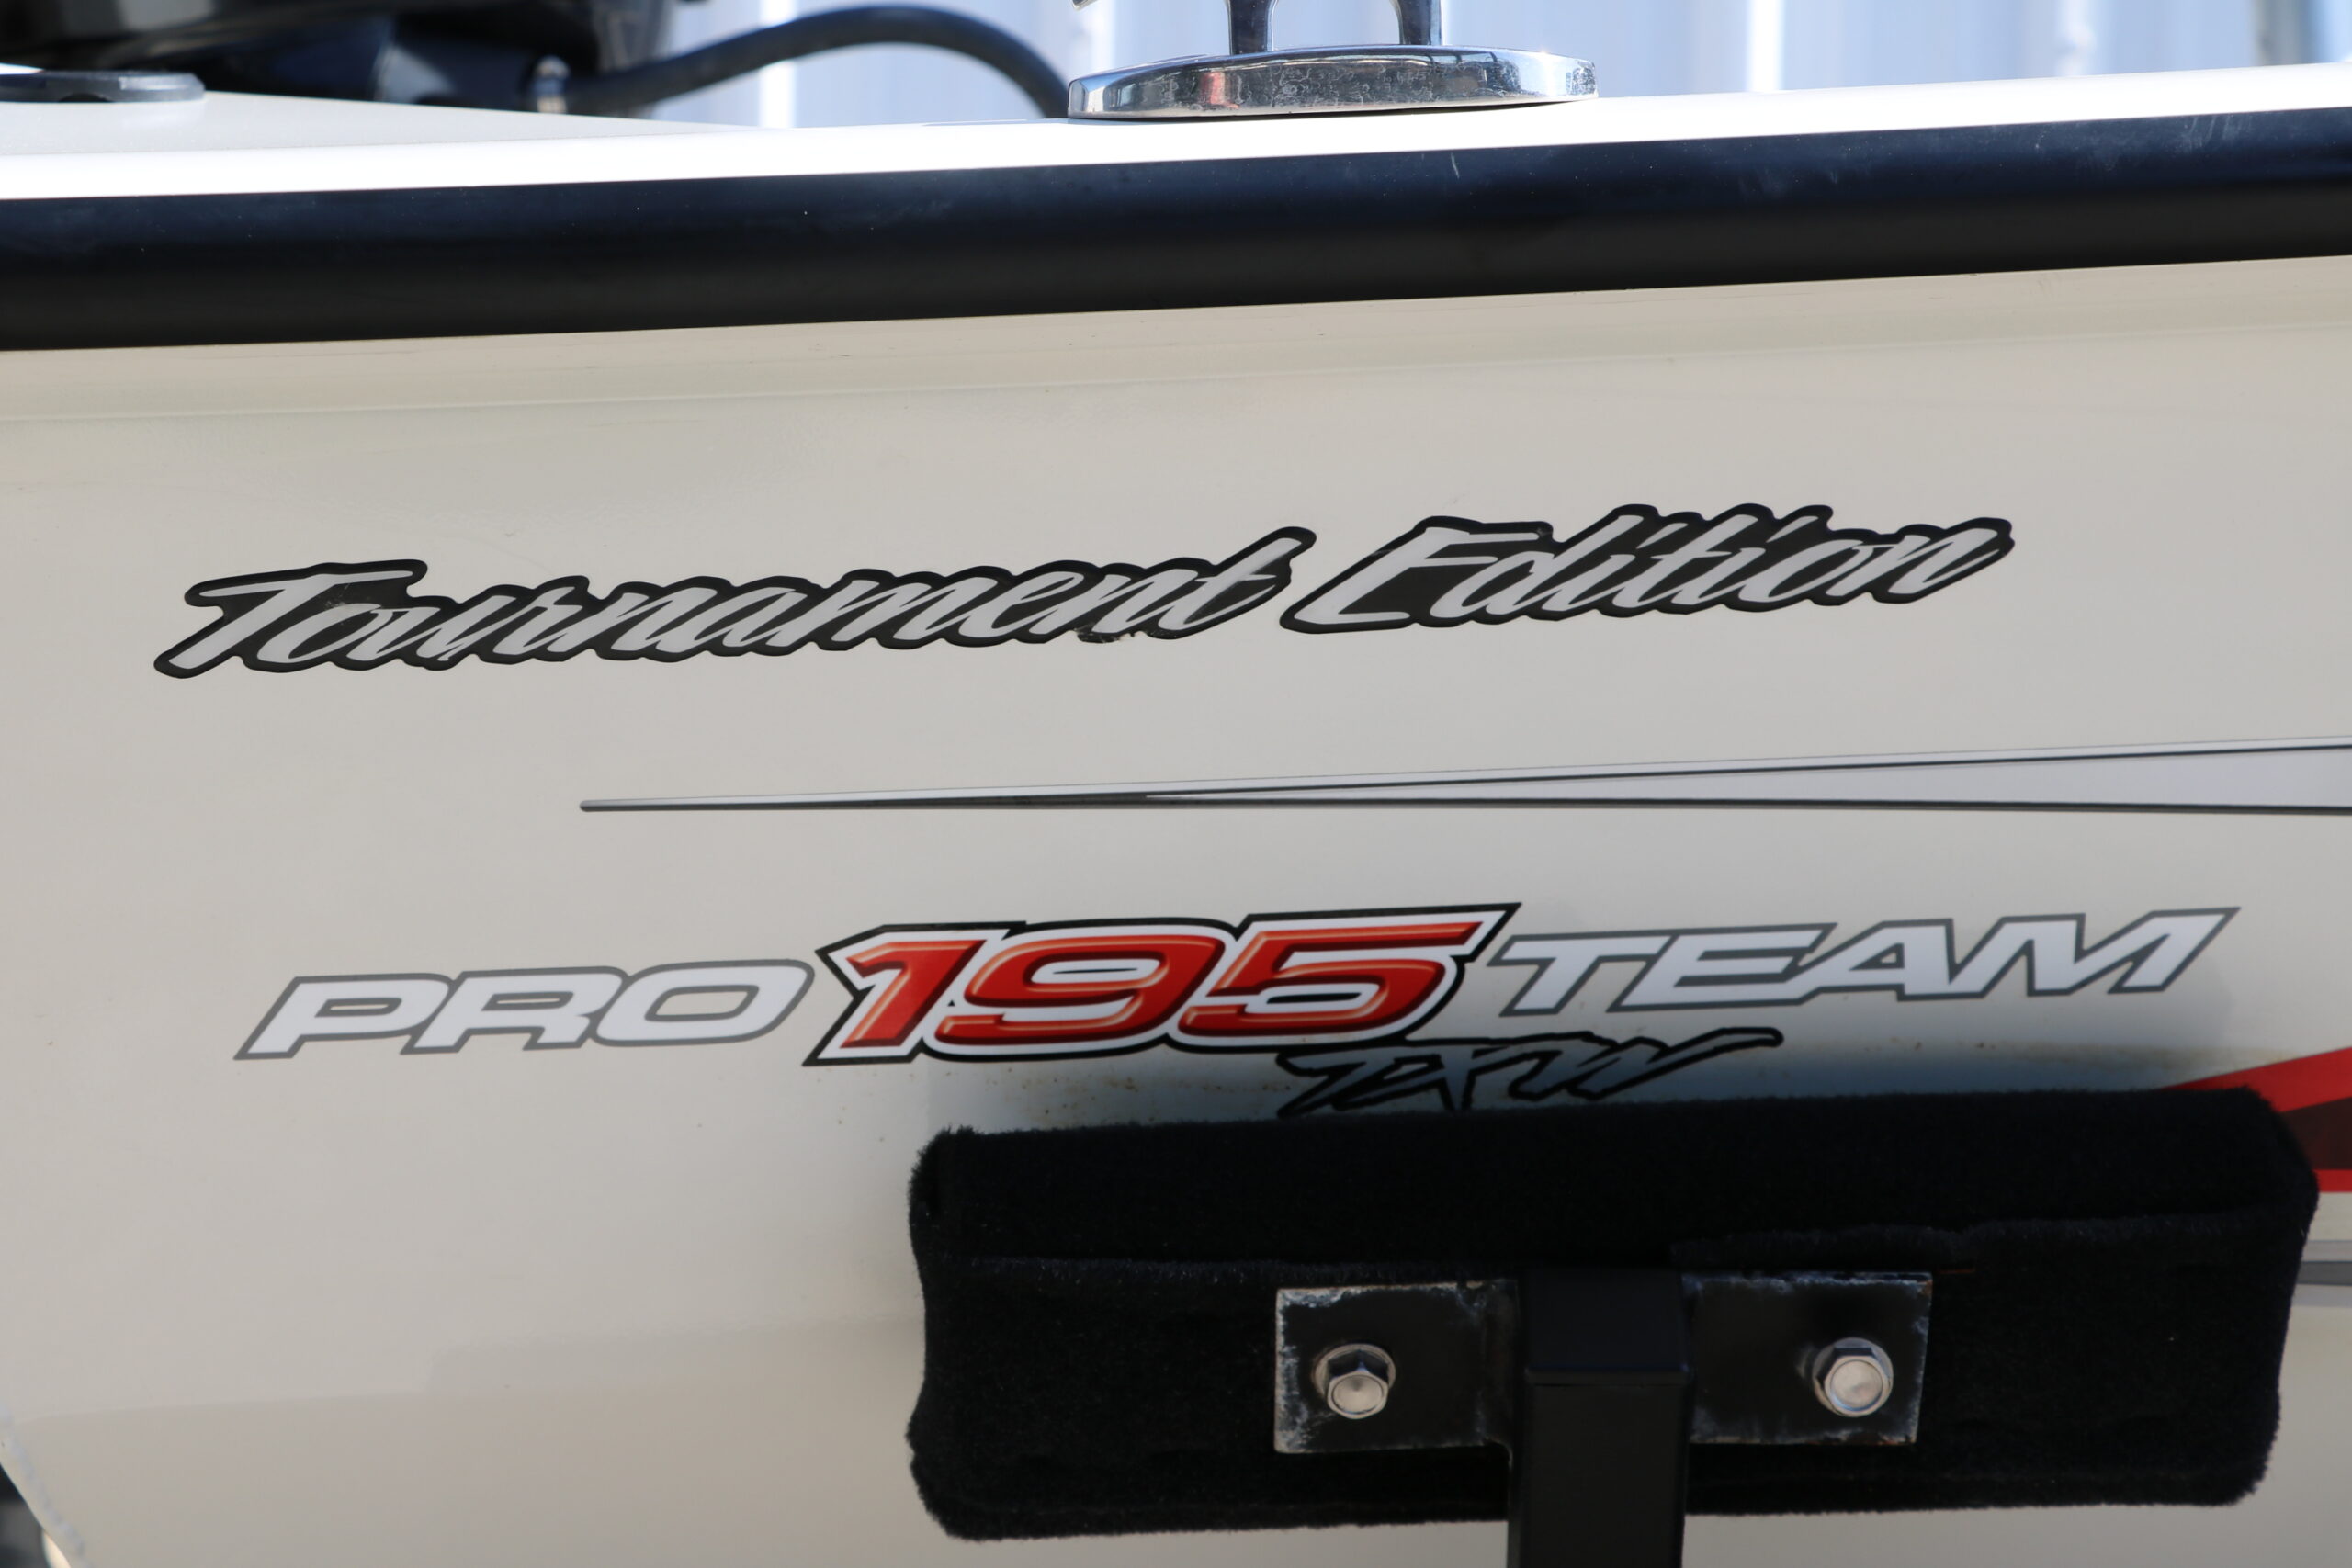 Tournament Edition
PRO 195 TEAM
TXW